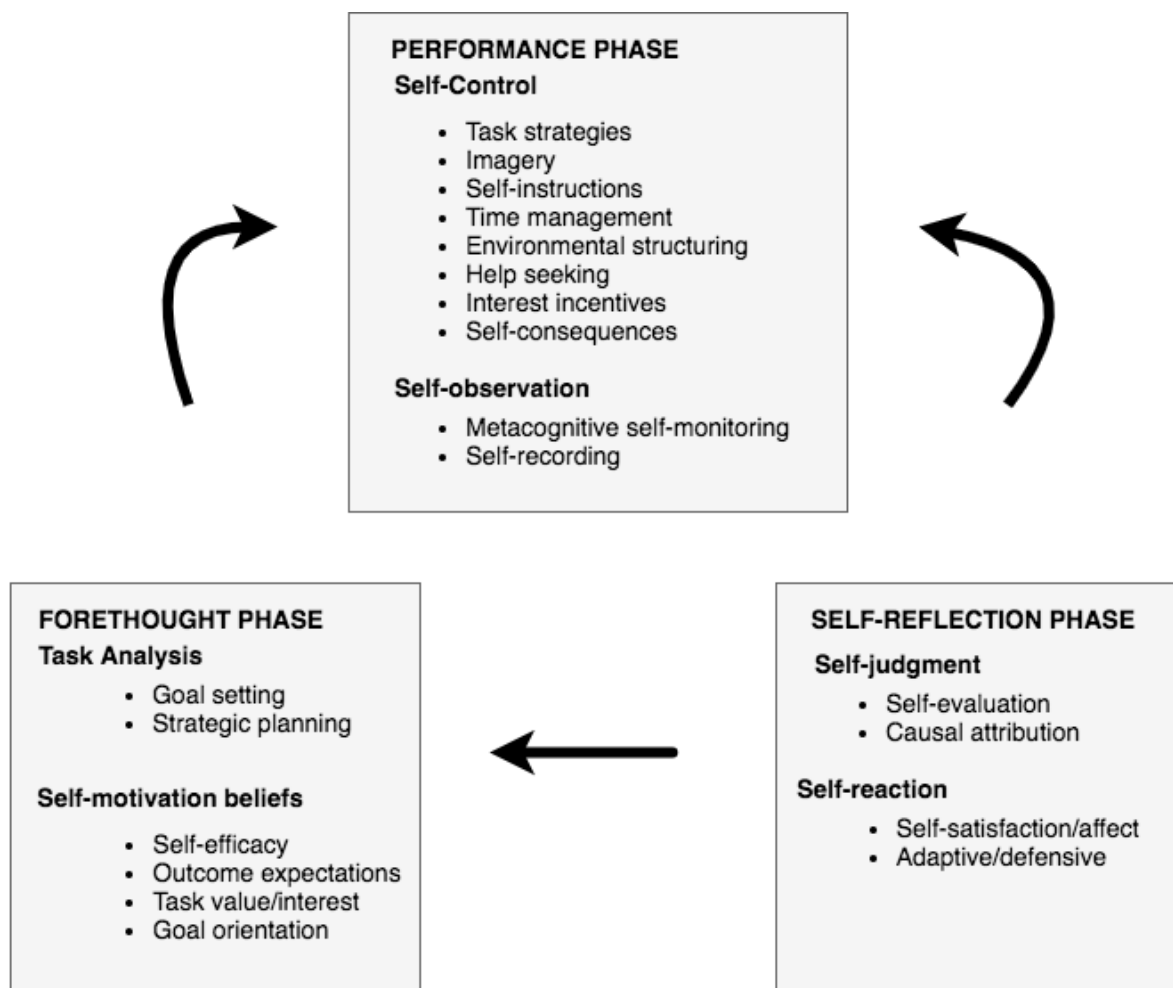 PERFORMANCE PHASE
Self-Control
• Task strategies
• Imagery
• Self-instructions
• Time management
• Environmental structuring
• Help seeking
• Interest incentives
• Self-consequences
Self-observation
• Metacognitive self-monitoring
• Self-recording
FORETHOUGHT PHASE
Task Analysis
• Goal setting
• Strategic planning
Self-motivation beliefs
• Self-efficacy
• Outcome expectations
• Task value/interest
• Goal orientation
SELF-REFLECTION PHASE
Self-judgment
• Self-evaluation
• Causal attribution
Self-reaction
• Self-satisfaction/affect
• Adaptive/defensive